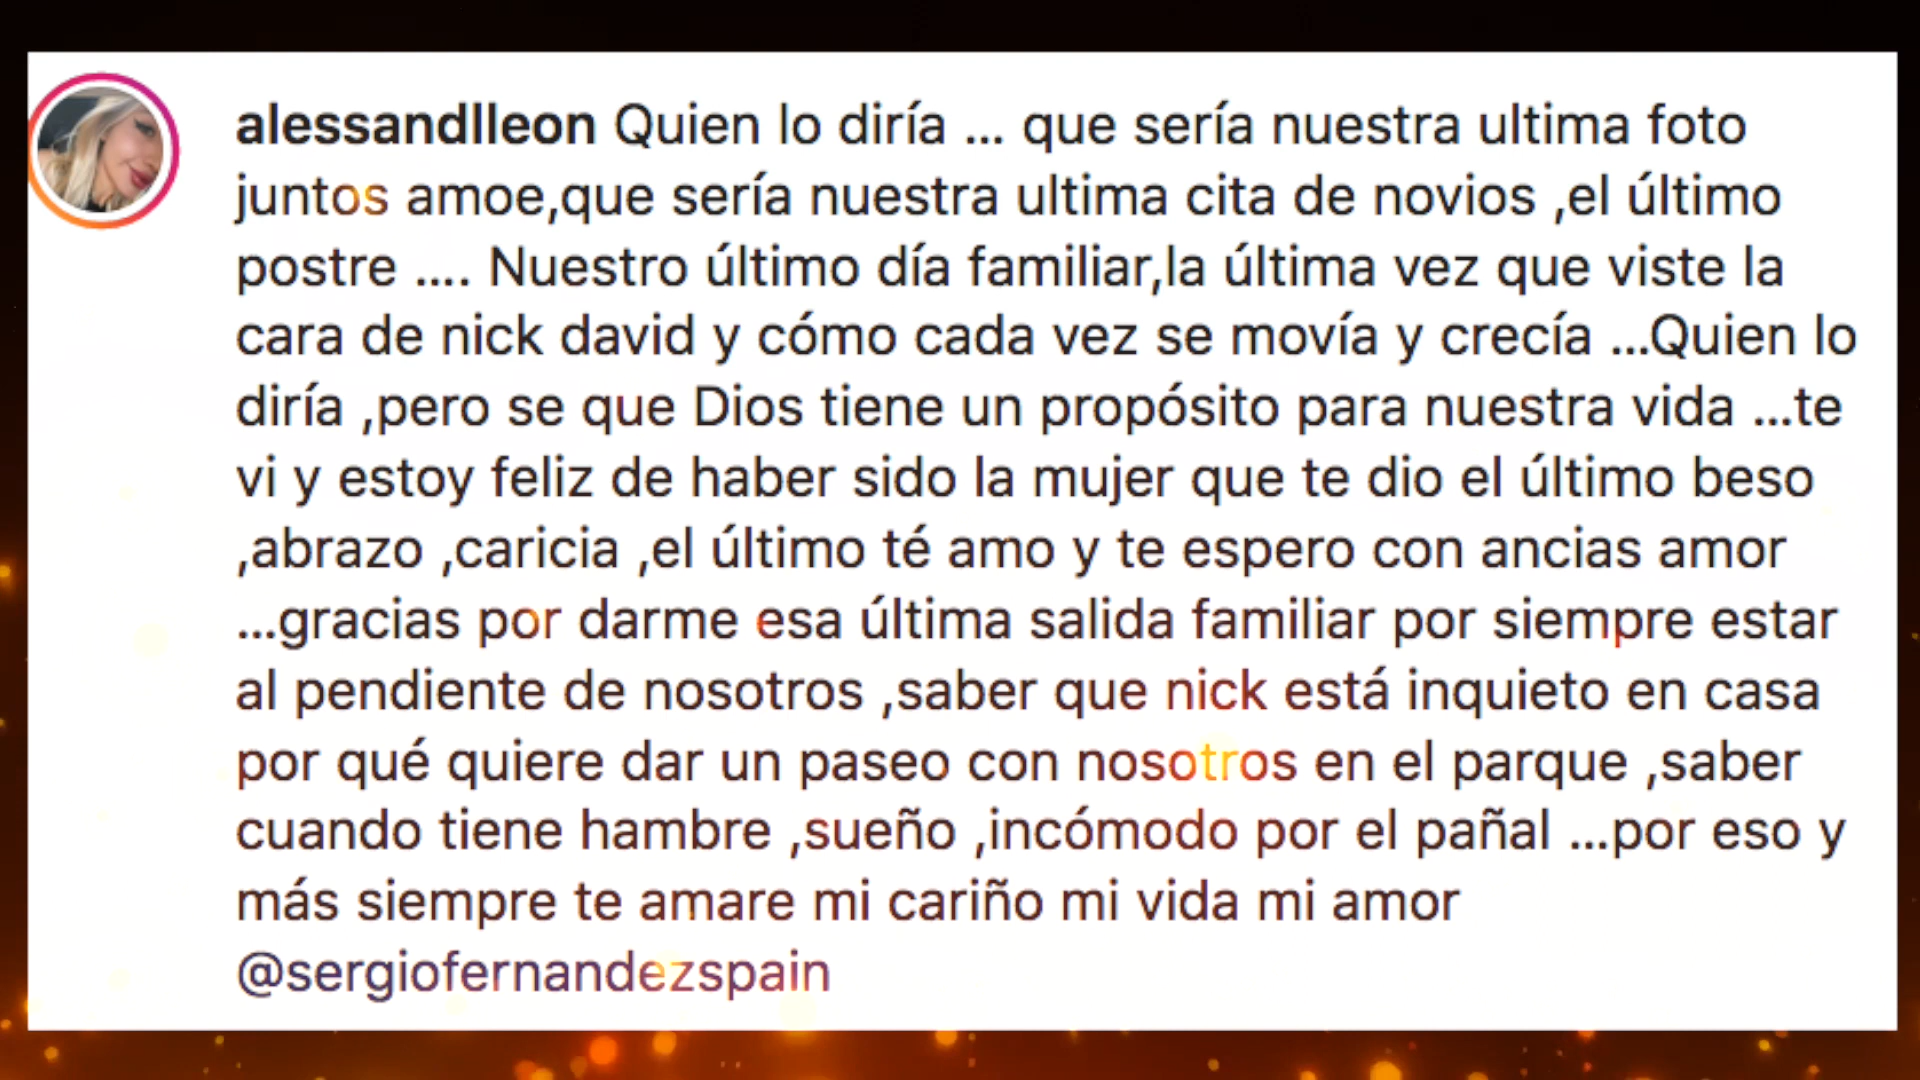 alessandlleon Quien lo diría ... que sería nuestra ultima foto
juntos amoe,que sería nuestra ultima cita de novios ,el último
postre .... Nuestro último día familiar,la última vez que viste la
cara de nick david y cómo cada vez se movía y crecía ...Quien lo
diría ,pero se que Dios tiene un propósito para nuestra vida ...te
vi y estoy feliz de haber sido la mujer que te dio el último beso
,abrazo ,caricia ,el último té amo y te espero con ancias amor
...gracias por darme esa última salida familiar por siempre estar
al pendiente de nosotros ,saber que nick está inquieto en casa
por qué quiere dar un paseo con nosotros en el parque ,saber
cuando tiene hambre ,sueño ,incómodo por el pañal ...por eso y
más siempre te amare mi cariño mi vida mi amor
@sergiofernandezspain